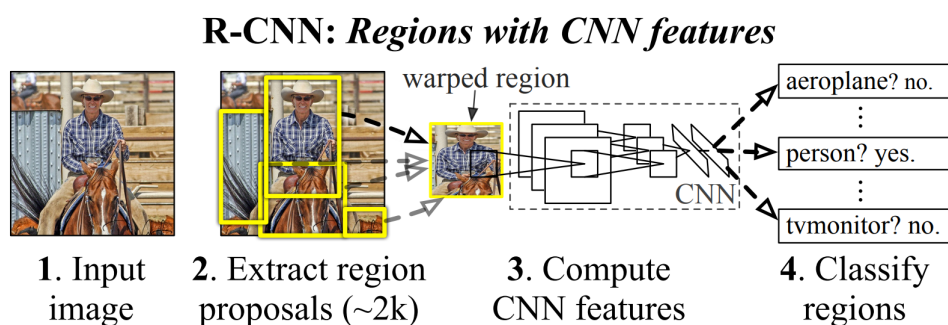 R-CNN: Regions with CNN features
warped region
aeroplane? no.
⋮
person? yes.
⋮
tvmonitor? no.
CNN
1. Input
image
2. Extract region
proposals (~2k)
3. Compute
CNN features
4. Classify
regions